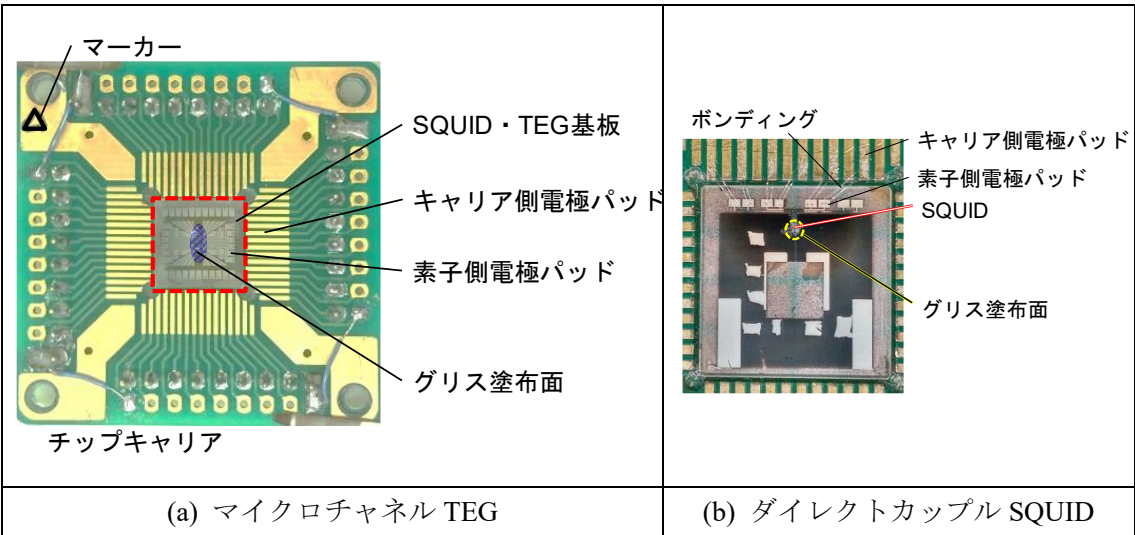 マーカー
SQUID・TEG基板
キャリア側電極パッド
素子側電極パッド
グリス塗布面
チップキャリア
(a) マイクロチャネル TEG
ボンディング
キャリア側電極パッド
素子側電極パッド
SQUID
グリス塗布面
(b) ダイレクトカップル SQUID